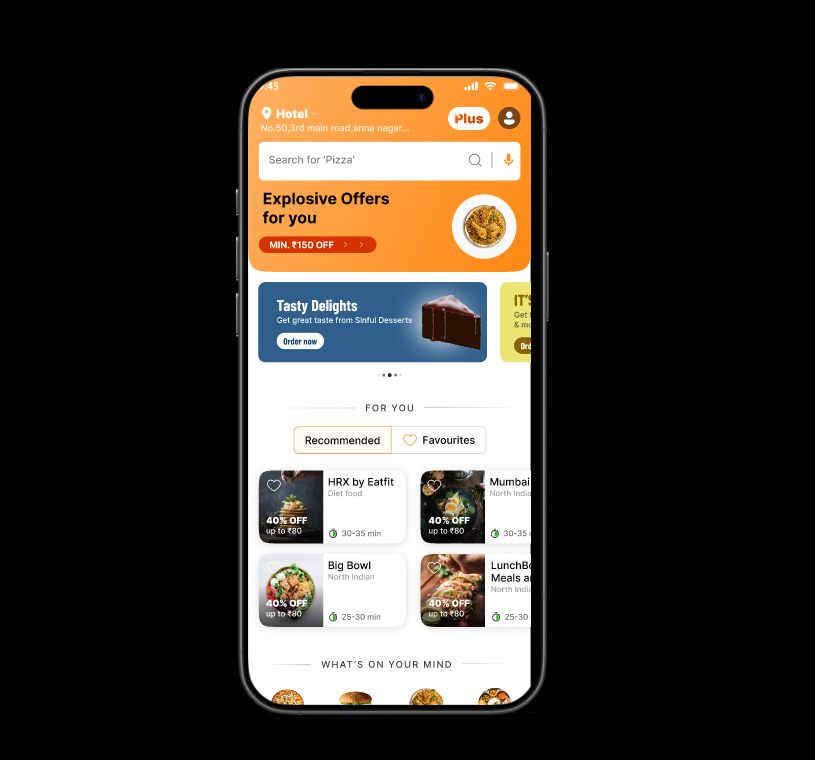 :45
Hotel
Plus
No.50,3rd main road,anna nagar...
Search for 'Pizza'
Explosive Offers
for you
MIN. ₹150 OFF
Tasty Delights
Get great taste from Sinful Desserts
Order now
IT'S
Get
& mo
Ord
FOR YOU
Recommended
Favourites
HRX by Eatfit
Diet food
40% OFF
up to ₹80
30-35 min
Mumbai
North India
40% OFF
up to ₹80
30-35 m
Big Bowl
North Indian
40% OFF
up to ₹80
25-30 min
LunchBo
Meals an
North India
40% OFF
up to ₹80
25-30
WHAT'S ON YOUR MIND